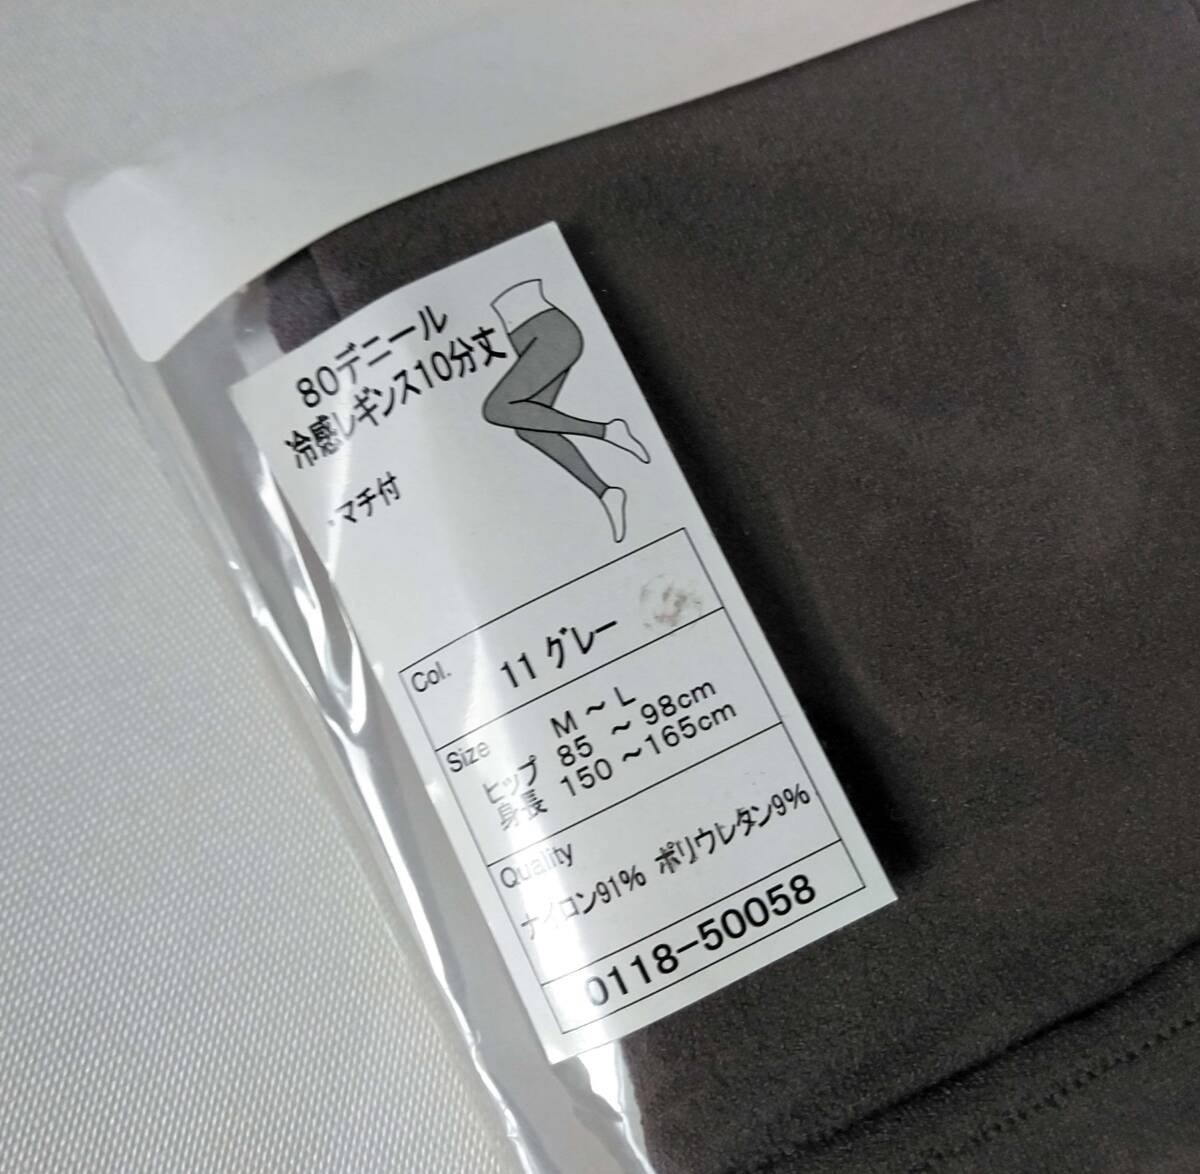 80デニール
冷感レギンス10分丈
・マチ付
Col.
11 グレー
Size
M ～ L
ヒップ 85 ～98cm
身長 150 ～165cm
Quality
ナイロン91% ポリウレタン9%
0118-50058